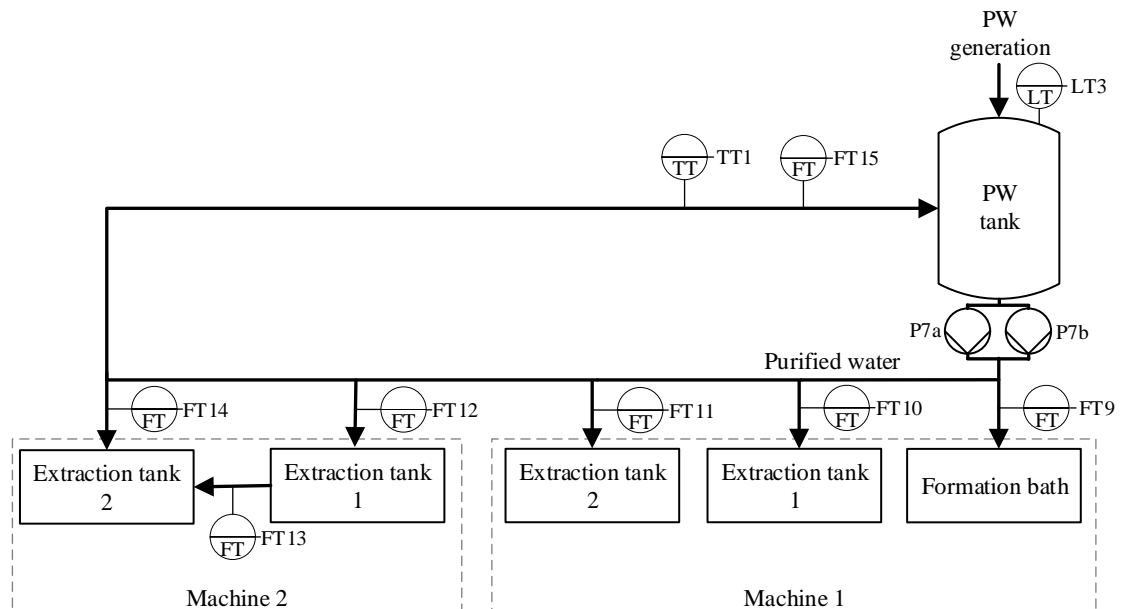 PW
generation
LT
LT3
TT
TT1
FT
FT15
PW
tank
P7a
P7b
Purified water
FT
FT14
FT
FT12
FT
FT11
FT
FT10
FT
FT9
Extraction tank
2
Extraction tank
1
Extraction tank
2
Extraction tank
1
Formation bath
FT
FT13
Machine 2
Machine 1